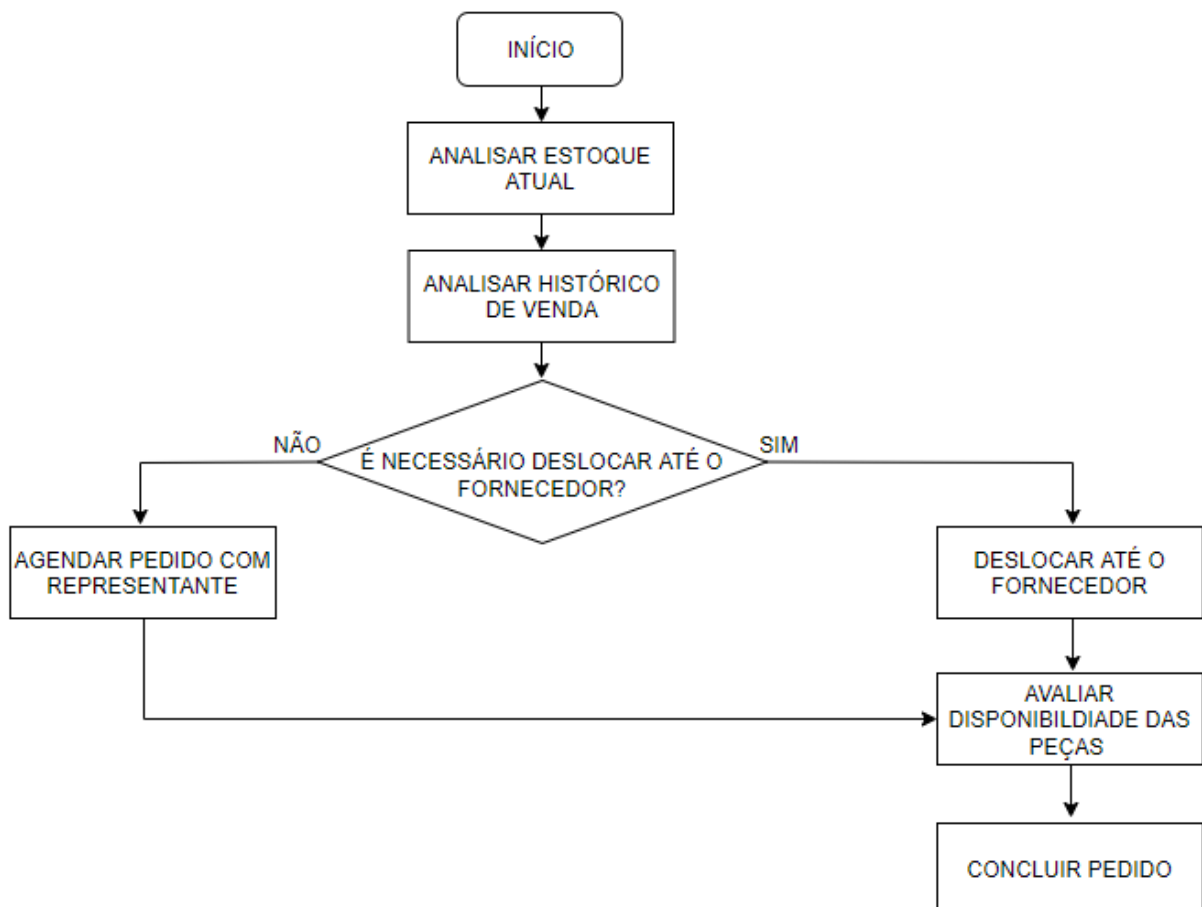 INÍCIO
ANALISAR ESTOQUE
ATUAL
ANALISAR HISTÓRICO
DE VENDA
NÃO
SIM
É NECESSÁRIO DESLOCAR ATÉ O
FORNECEDOR?
AGENDAR PEDIDO COM
REPRESENTANTE
DESLOCAR ATÉ O
FORNECEDOR
AVALIAR
DISPONIBILDIADE DAS
PEÇAS
CONCLUIR PEDIDO